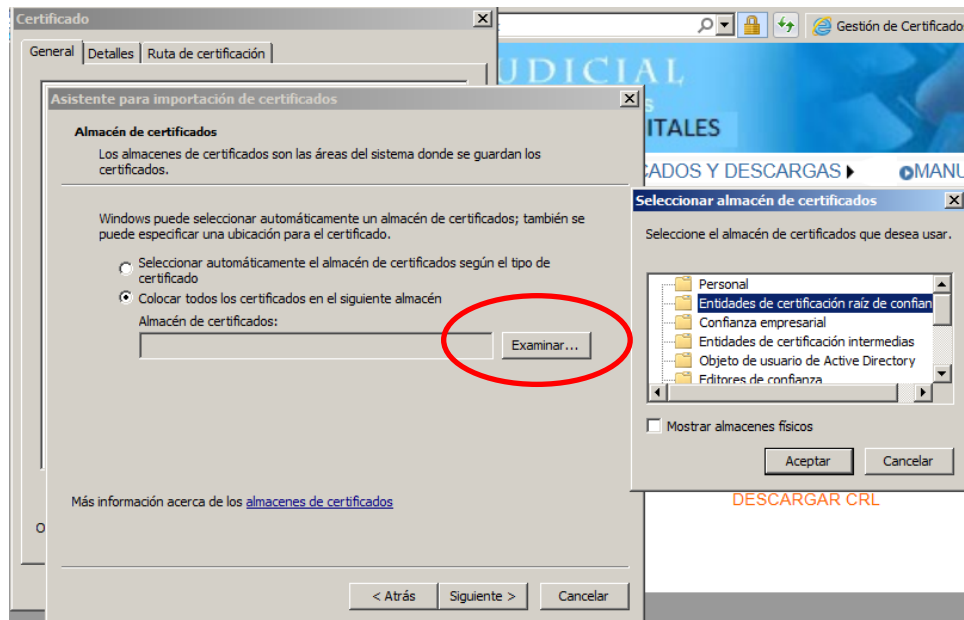 Certificado
Gestión de Certificado
General
Detalles
Ruta de certificación
UDICIAL
s
ITALES
CADOS Y DESCARGAS
MANU
Asistente para importación de certificados
Almacén de certificados
Los almacenes de certificados son las áreas del sistema donde se guardan los
certificados.
Windows puede seleccionar automáticamente un almacén de certificados; también se
puede especificar una ubicación para el certificado.
Seleccionar automáticamente el almacén de certificados según el tipo de
certificado
Colocar todos los certificados en el siguiente almacén
Almacén de certificados:
Examinar...
Más información acerca de los almacenes de certificados
< Atrás
Siguiente >
Cancelar
Seleccionar almacén de certificados
Seleccione el almacén de certificados que desea usar.
Personal
Entidades de certificación raíz de confian
Confianza empresarial
Entidades de certificación intermedias
Objeto de usuario de Active Directory
Editores de confianza
Mostrar almacenes físicos
Aceptar
Cancelar
DESCARGAR CRL
O